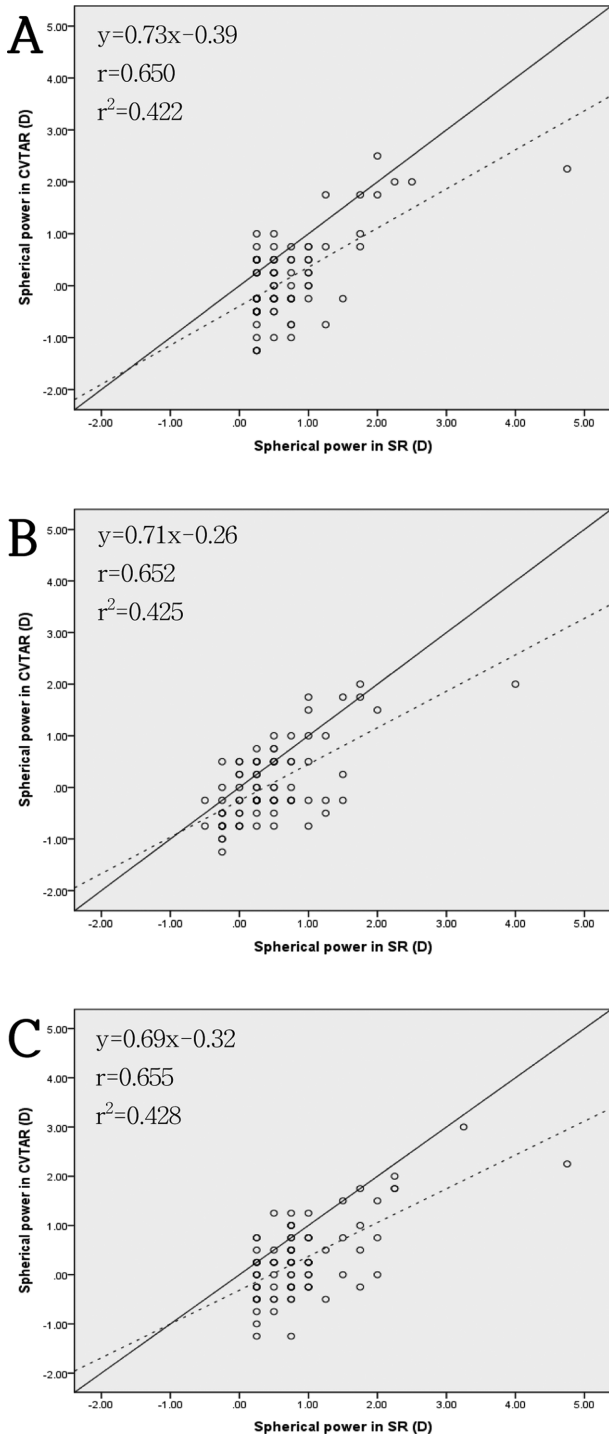 A
y=0.73x−0.39
r=0.650
r²=0.422
Spherical power in CVTAR (D)
5.00
4.00
3.00
2.00
1.00
.00
-1.00
-2.00
-2.00 -1.00 .00 1.00 2.00 3.00 4.00 5.00
Spherical power in SR (D)
B
y=0.71x−0.26
r=0.652
r²=0.425
Spherical power in CVTAR (D)
5.00
4.00
3.00
2.00
1.00
.00
-1.00
-2.00
-2.00 -1.00 .00 1.00 2.00 3.00 4.00 5.00
Spherical power in SR (D)
C
y=0.69x−0.32
r=0.655
r²=0.428
Spherical power in CVTAR (D)
5.00
4.00
3.00
2.00
1.00
.00
-1.00
-2.00
-2.00 -1.00 .00 1.00 2.00 3.00 4.00 5.00
Spherical power in SR (D)